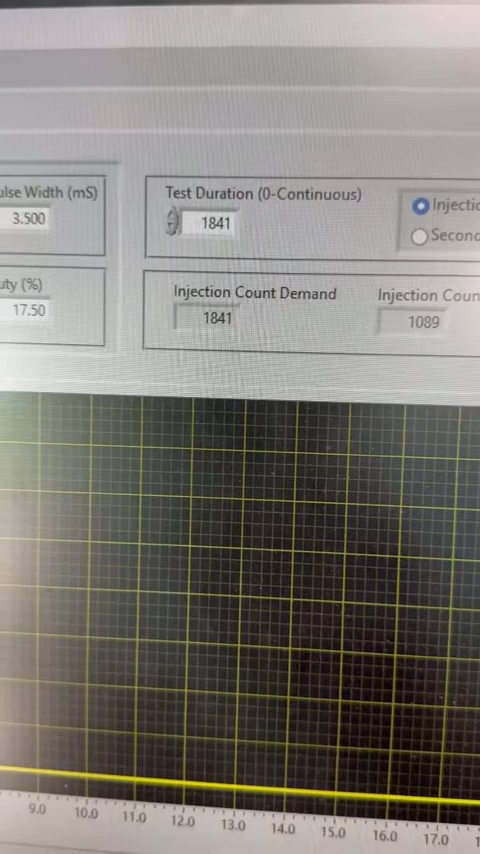 ulse Width (mS)
3.500
Test Duration (0-Continuous)
1841
Injectio
Second
uty (%)
17.50
Injection Count Demand
1841
Injection Coun
1089
9.0 10.0 11.0 12.0 13.0 14.0 15.0 16.0 17.0